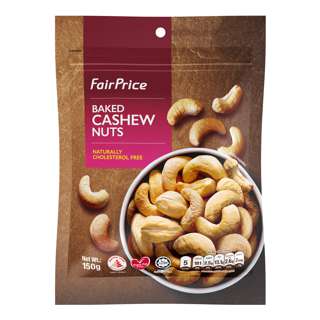 FairPrice
BAKED
CASHEW
NUTS
NATURALLY
CHOLESTEROL FREE
Net Wt.:
150g